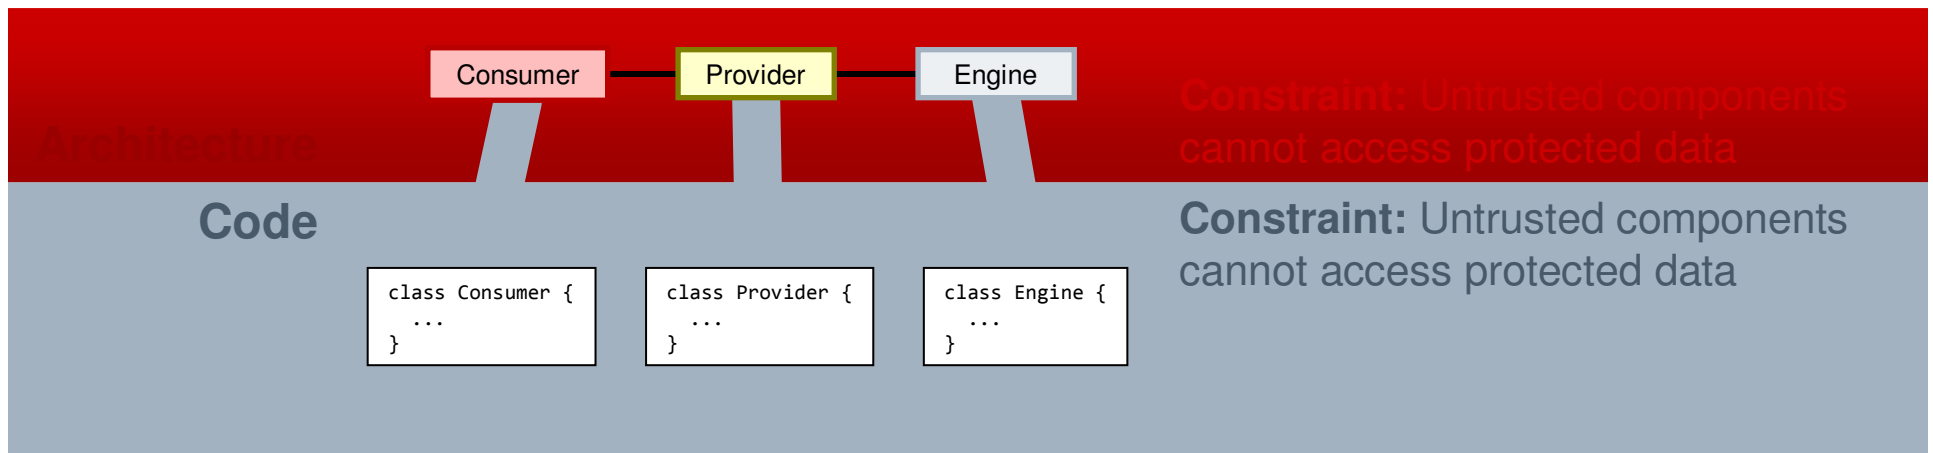 Consumer Provider Engine
Architecture
Constraint: Untrusted components
cannot access protected data
Code
Constraint: Untrusted components
cannot access protected data
class Consumer {
...
}
class Provider {
...
}
class Engine {
...
}